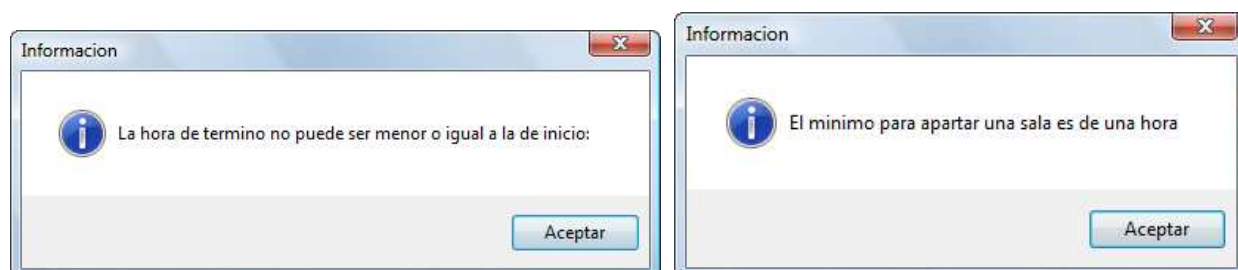 Informacion
La hora de termino no puede ser menor o igual a la de inicio:
Aceptar
Informacion
El minimo para apartar una sala es de una hora
Aceptar